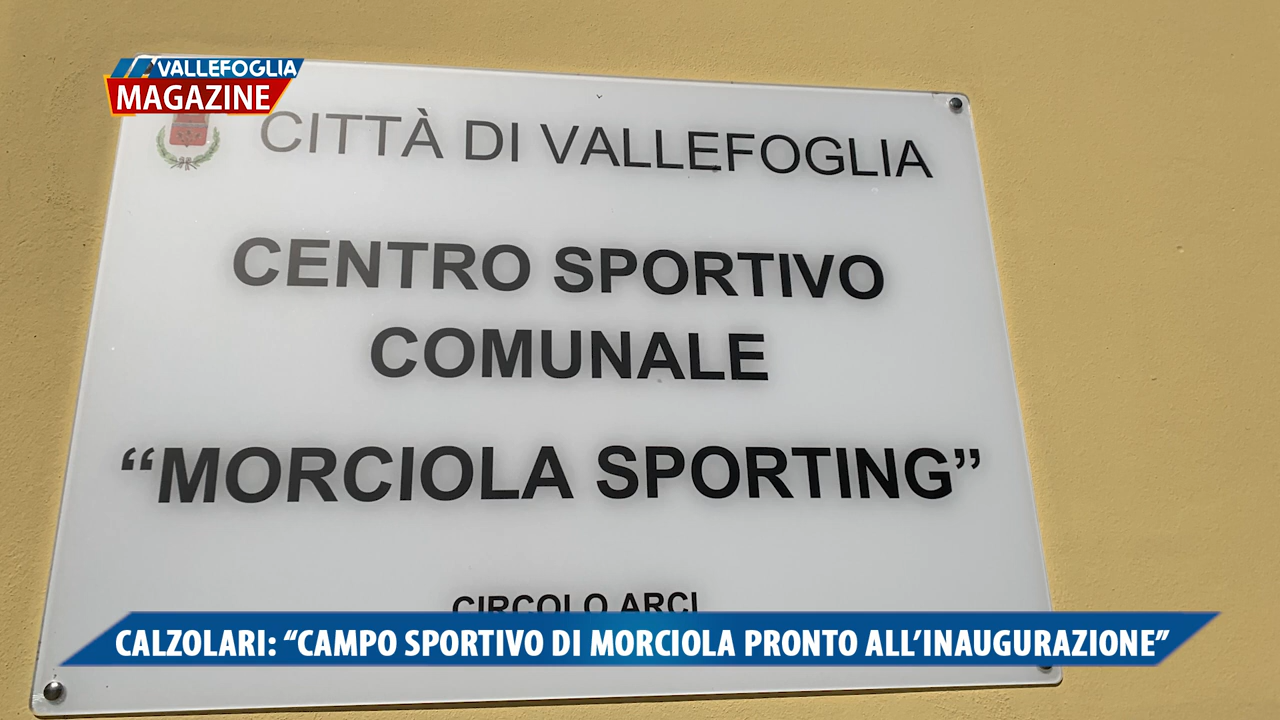 VALLEFOGLIA
MAGAZINE
CITTÀ DI VALLEFOGLIA
CENTRO SPORTIVO
COMUNALE
“MORCIOLA SPORTING”
CIRCOLO ARCI
CALZOLARI: “CAMPO SPORTIVO DI MORCIOLA PRONTO ALL’INAUGURAZIONE”